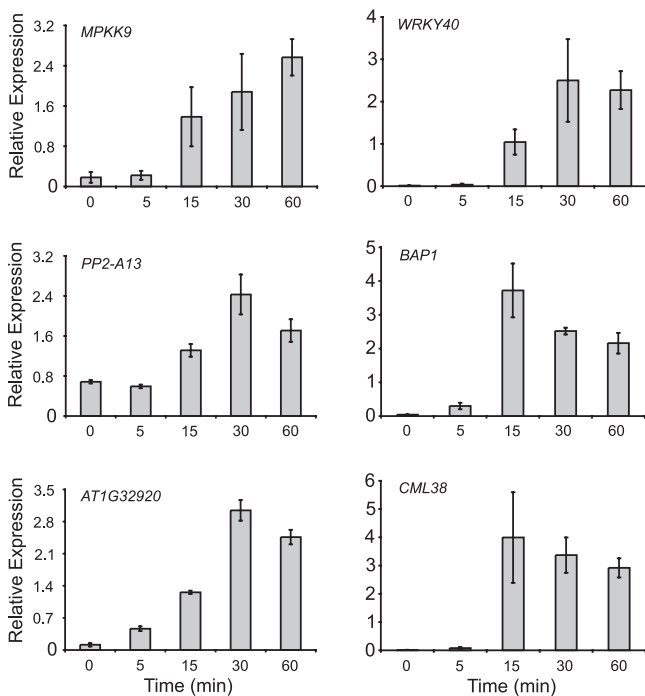 MPKK9
Relative Expression
3.2
2.4
1.6
0.8
0
0 5 15 30 60
WRKY40
4
3
2
1
0
0 5 15 30 60
PP2-A13
Relative Expression
3.2
2.4
1.6
0.8
0
0 5 15 30 60
BAP1
5
4
3
2
1
0
0 5 15 30 60
AT1G32920
Relative Expression
3.5
2.8
2.1
1.4
0.7
0
0 5 15 30 60
Time (min)
CML38
6
5
4
3
2
1
0
0 5 15 30 60
Time (min)